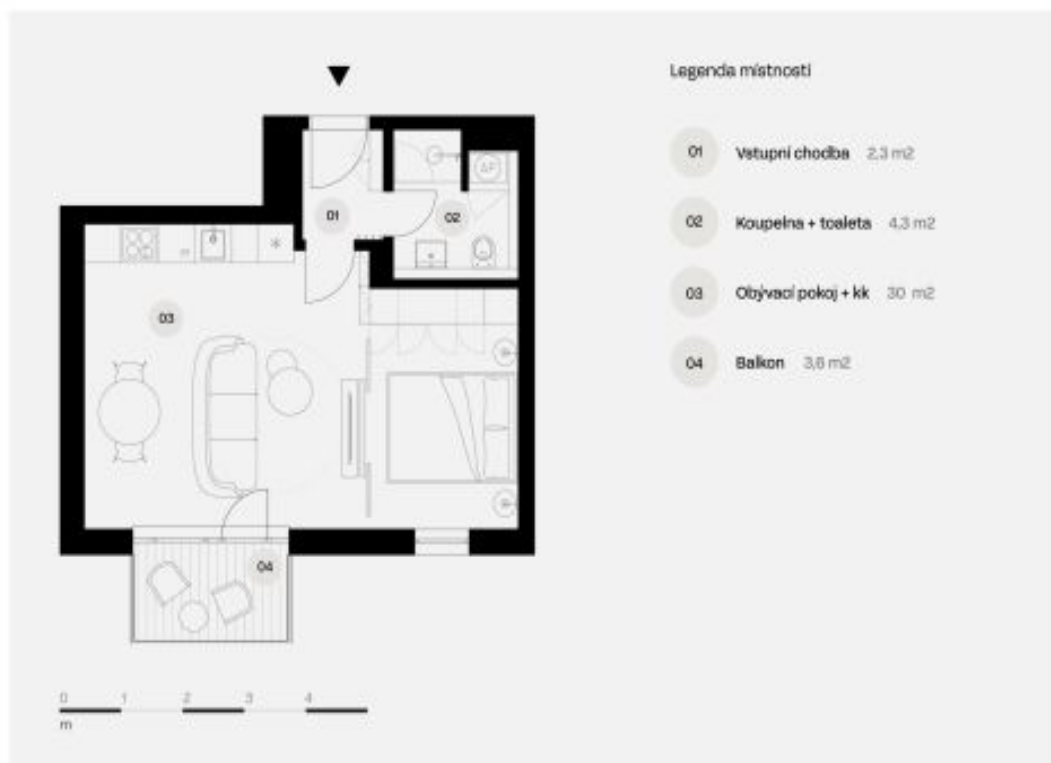 Legenda místností
01 Vstupní chodba 2,3 m2
02 Koupelna + toaleta 4,3 m2
03 Obývací pokoj + kk 30 m2
04 Balkon 3,6 m2
01
02
AP
03
04
0 1 2 3 4
m